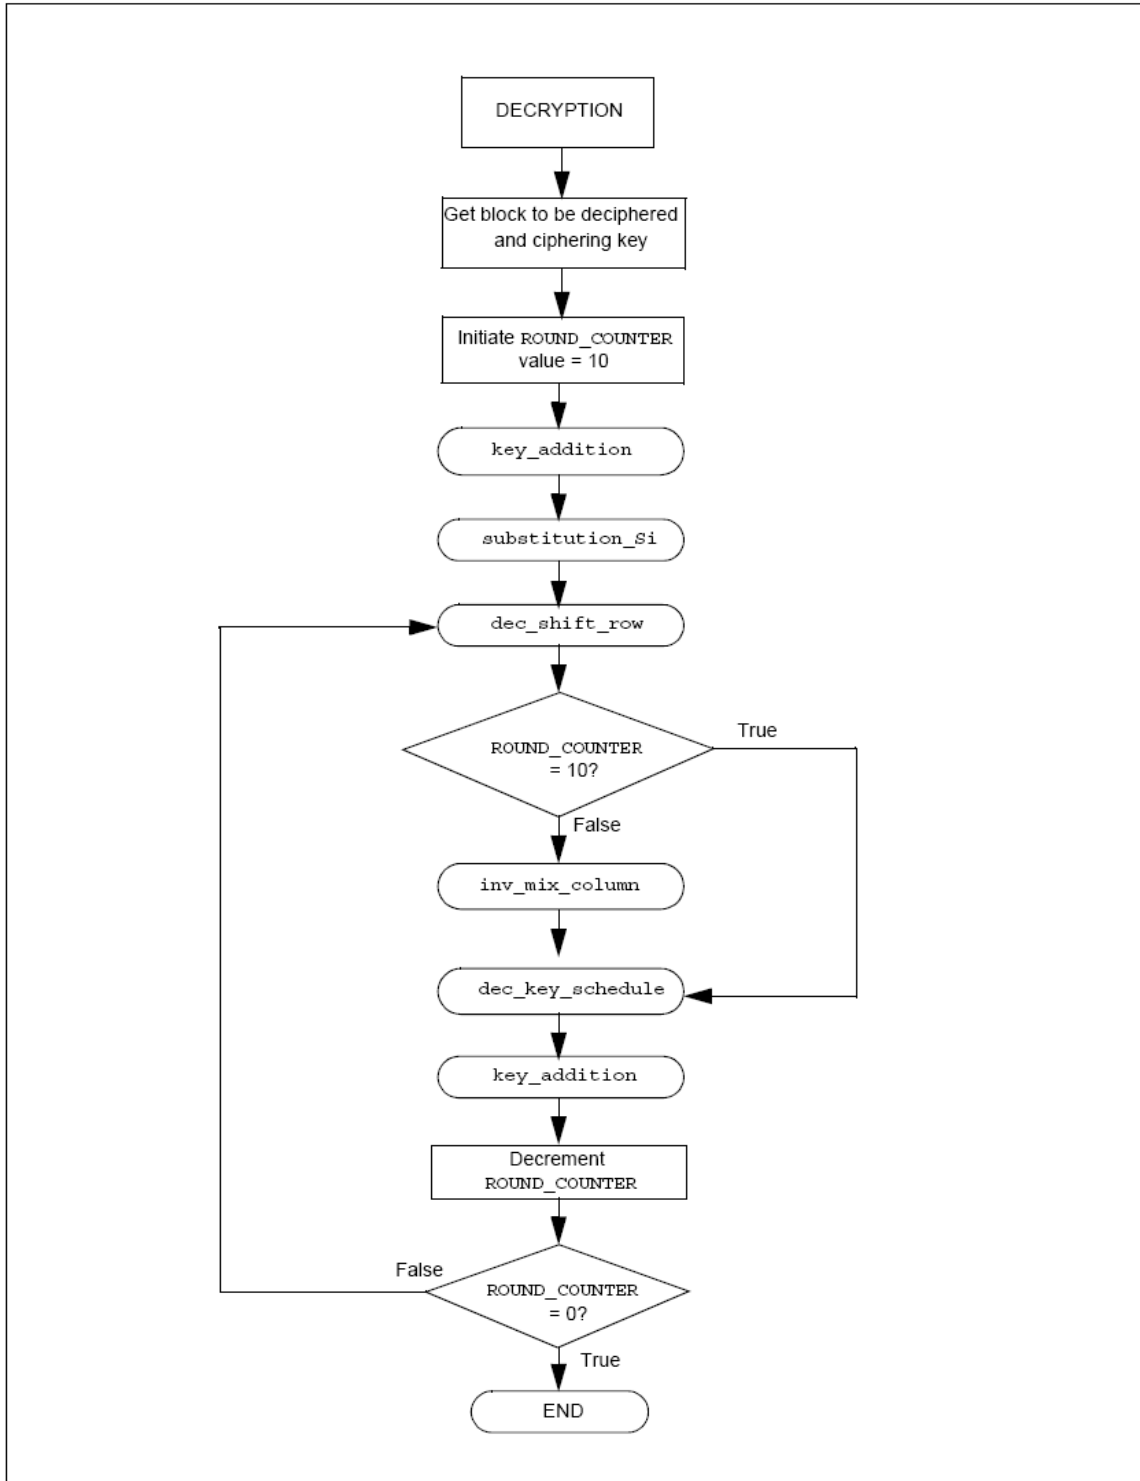 DECRYPTION
Get block to be deciphered
and ciphering key
Initiate ROUND_COUNTER
value = 10
key_addition
substitution_Si
dec_shift_row
ROUND_COUNTER
= 10?
True
False
inv_mix_column
dec_key_schedule
key_addition
Decrement
ROUND_COUNTER
False
ROUND_COUNTER
= 0?
True
END